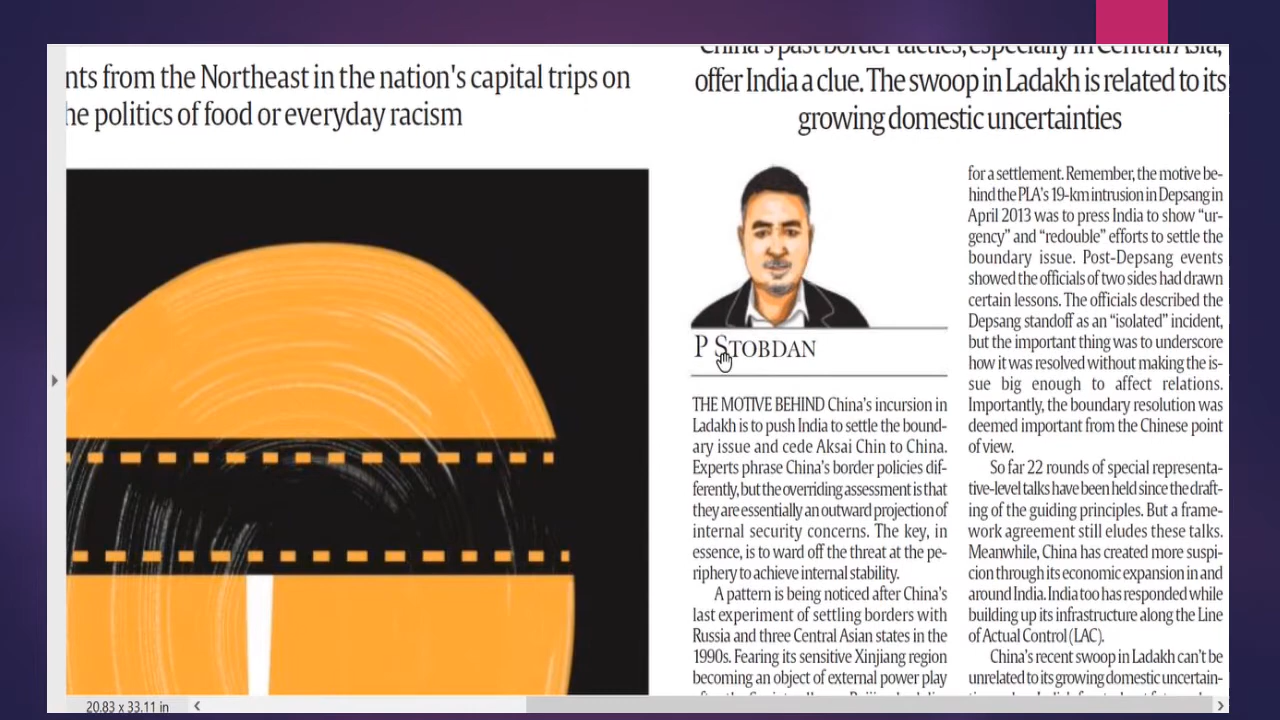 nts from the Northeast in the nation's capital trips on
he politics of food or everyday racism
China's past border tactics, especially in Central Asia,
offer India a clue. The swoop in Ladakh is related to its
growing domestic uncertainties
P STOBDAN
THE MOTIVE BEHIND China's incursion in
Ladakh is to push India to settle the bound-
ary issue and cede Aksai Chin to China.
Experts phrase China's border policies dif-
ferently, but the overriding assessment is that
they are essentially an outward projection of
internal security concerns. The key, in
essence, is to ward off the threat at the pe-
riphery to achieve internal stability.
A pattern is being noticed after China's
last experiment of settling borders with
Russia and three Central Asian states in the
1990s. Fearing its sensitive Xinjiang region
becoming an object of external power play
for a settlement. Remember, the motive be-
hind the PLA's 19-km intrusion in Depsang in
April 2013 was to press India to show “ur-
gency” and “redouble” efforts to settle the
boundary issue. Post-Depsang events
showed the officials of two sides had drawn
certain lessons. The officials described the
Depsang standoff as an “isolated” incident,
but the important thing was to underscore
how it was resolved without making the is-
sue big enough to affect relations.
Importantly, the boundary resolution was
deemed important from the Chinese point
of view.
So far 22 rounds of special representa-
tive-level talks have been held since the draft-
ing of the guiding principles. But a frame-
work agreement still eludes these talks.
Meanwhile, China has created more suspi-
cion through its economic expansion in and
around India. India too has responded while
building up its infrastructure along the Line
of Actual Control (LAC).
China's recent swoop in Ladakh can't be
unrelated to its growing domestic uncertain-
20.83 x 33.11 in